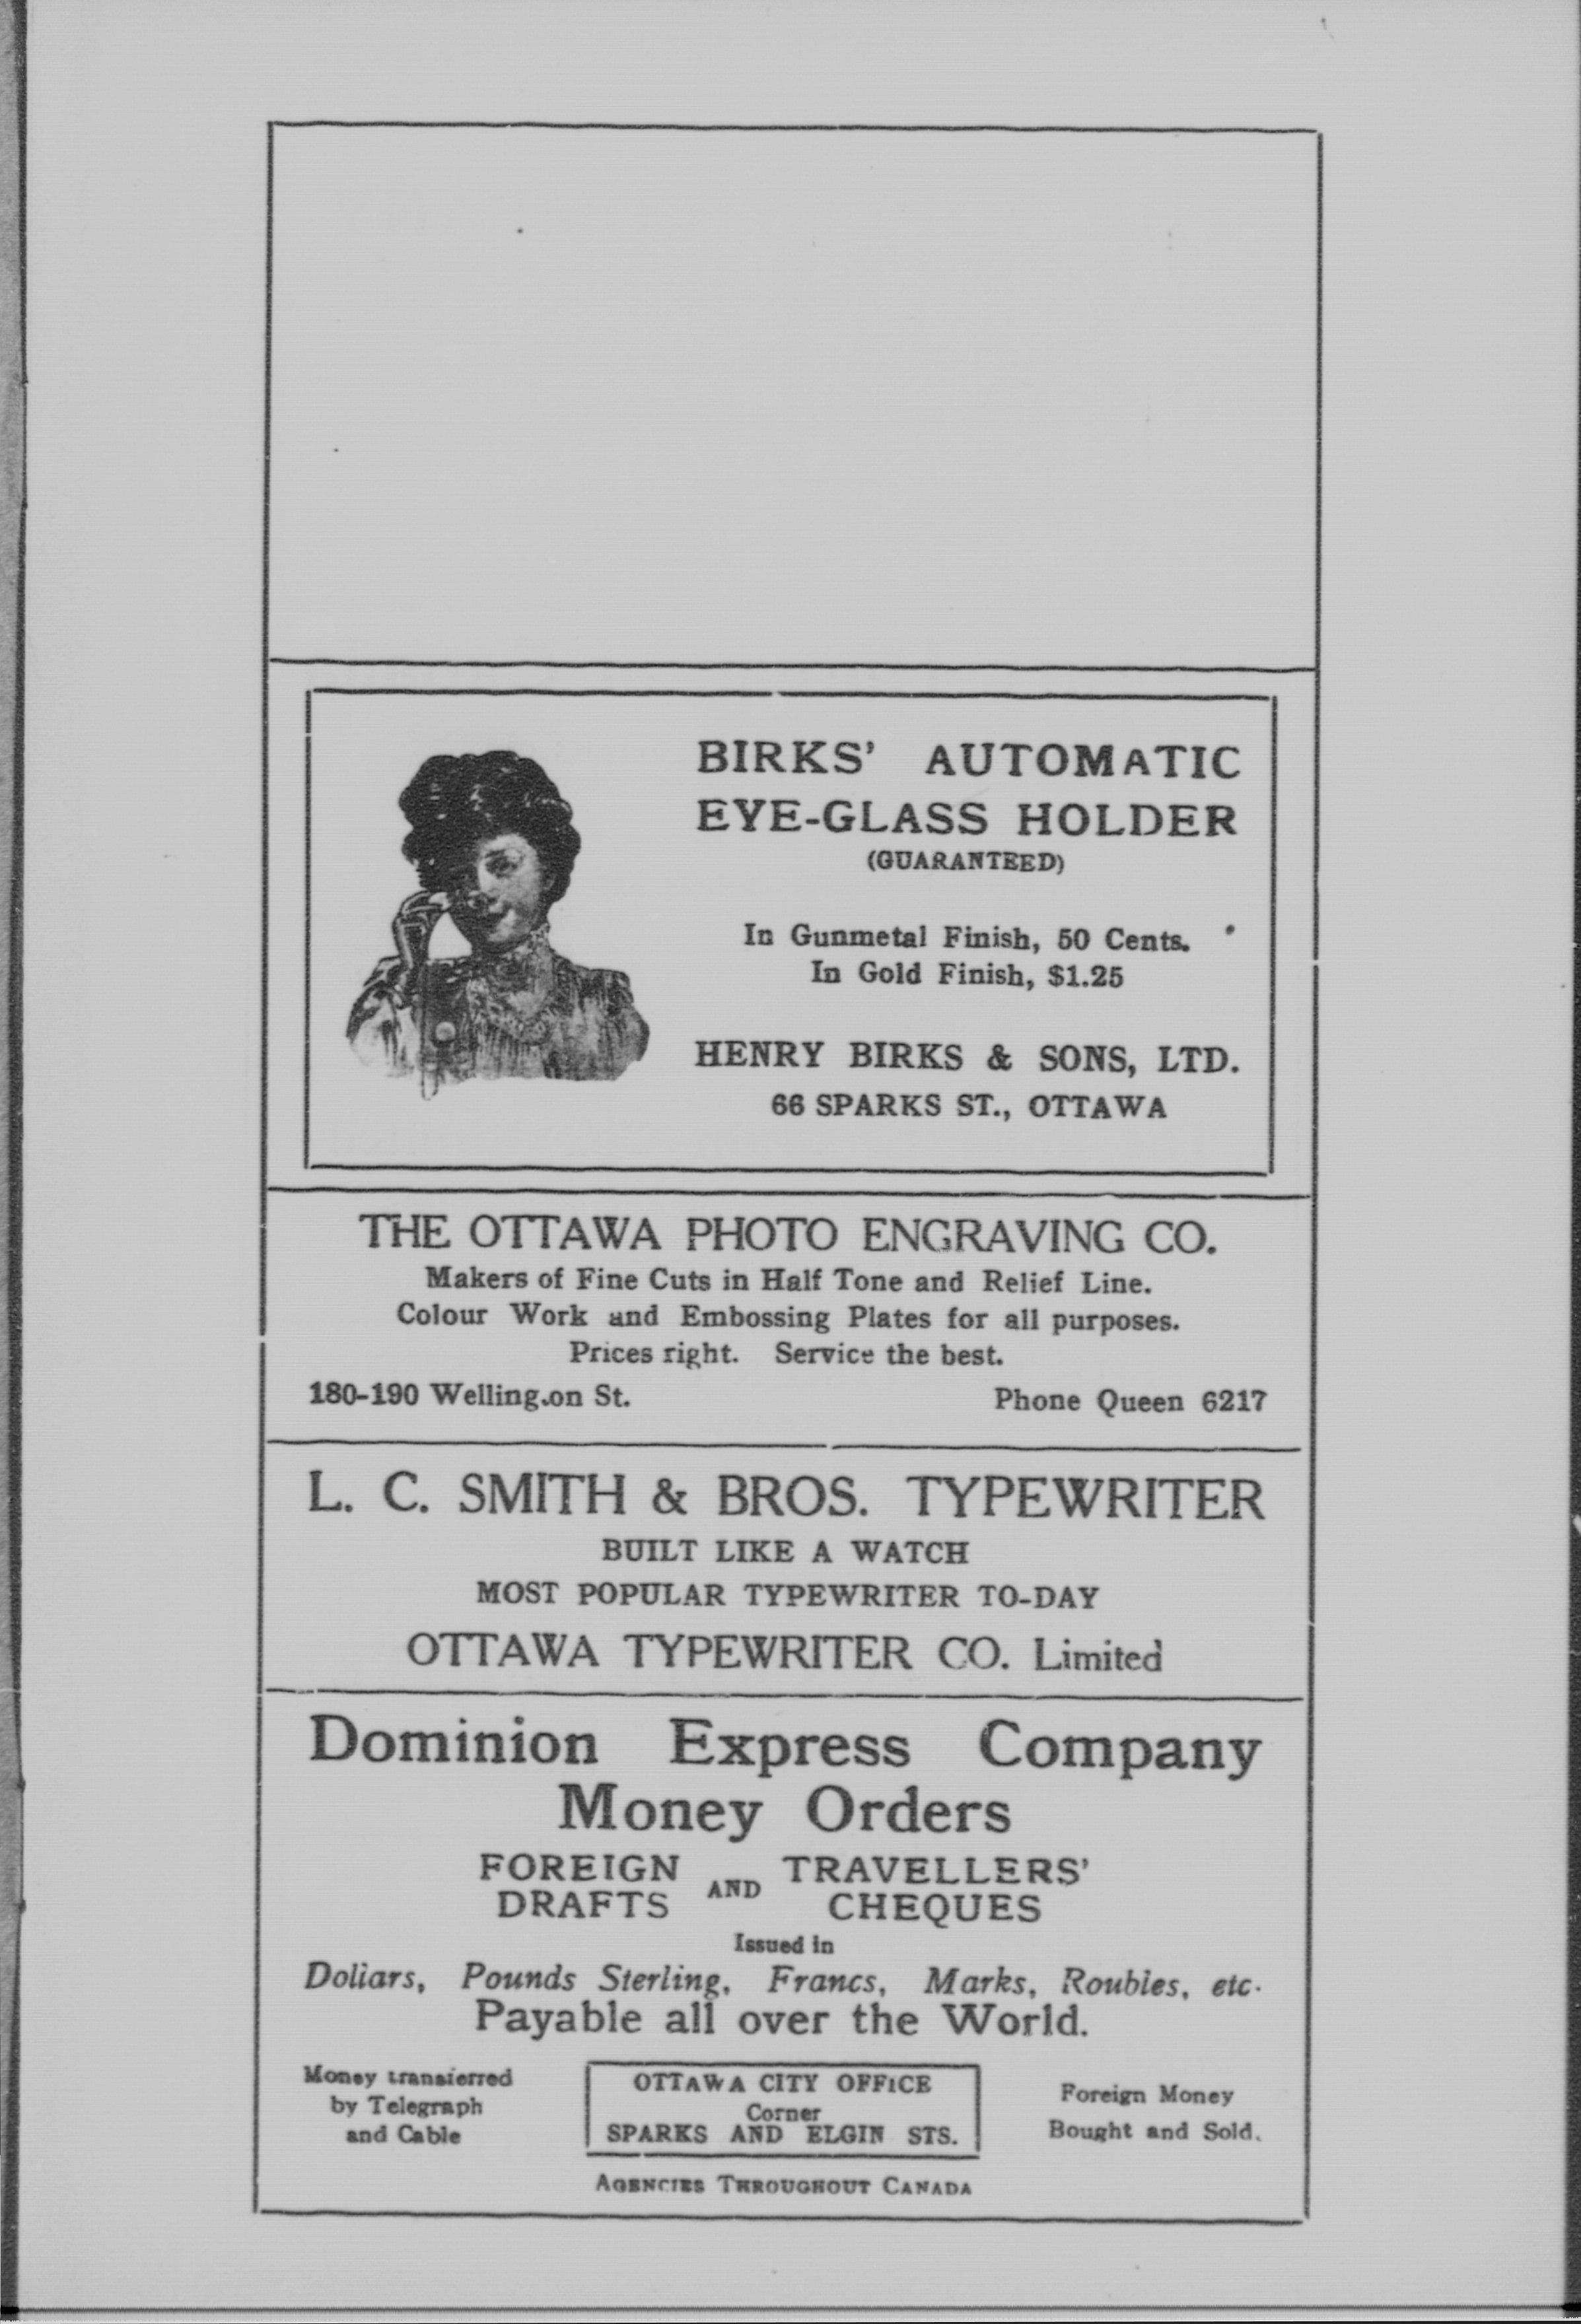 BIRKS' AUTOMATIC
EYE-GLASS HOLDER
(GUARANTEED)
In Gunmetal Finish, 50 Cents.
In Gold Finish, $1.25
HENRY BIRKS & SONS, LTD.
66 SPARKS ST., OTTAWA
THE OTTAWA PHOTO ENGRAVING CO.
Makers of Fine Cuts in Half Tone and Relief Line.
Colour Work and Embossing Plates for all purposes.
Prices right. Service the best.
180-190 Wellington St. Phone Queen 6217
L. C. SMITH & BROS. TYPEWRITER
BUILT LIKE A WATCH
MOST POPULAR TYPEWRITER TO-DAY
OTTAWA TYPEWRITER CO. Limited
Dominion Express Company
Money Orders
FOREIGN DRAFTS AND TRAVELLERS' CHEQUES
Issued in
Dollars, Pounds Sterling, Francs, Marks, Roubles, etc.
Payable all over the World.
Money transferred
by Telegraph
and Cable
OTTAWA CITY OFFICE
Corner
SPARKS AND ELGIN STS.
Foreign Money
Bought and Sold.
AGENCIES THROUGHOUT CANADA